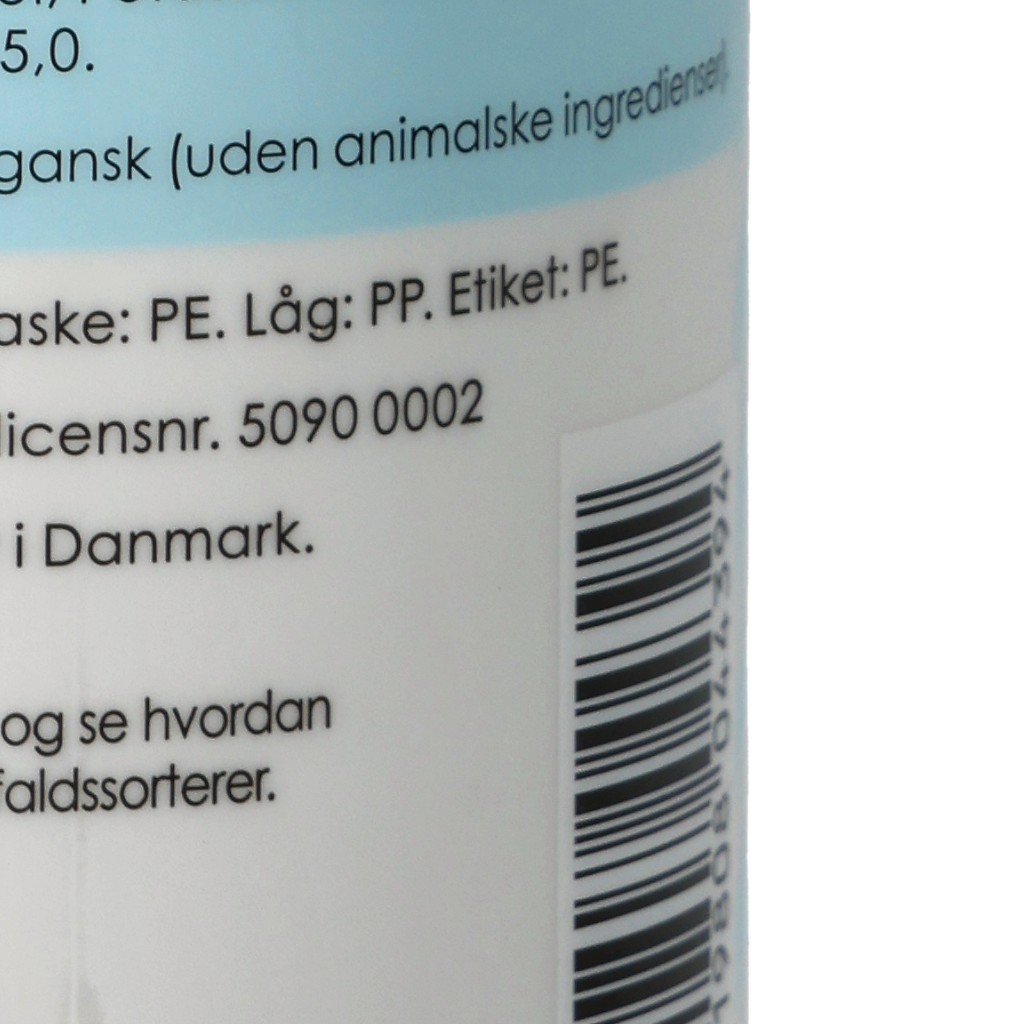 5,0.
gansk (uden animalske ingredienser).
aske: PE. Låg: PP. Etiket: PE.
licensnr. 5090 0002
i Danmark.
og se hvordan
faldssorterer.